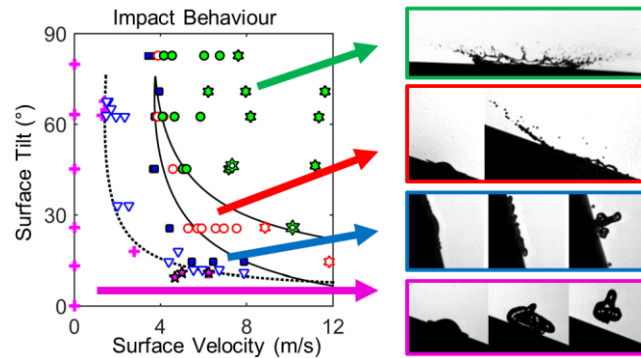 Impact Behaviour
90
60
30
0
Surface Tilt (°)
0 4 8 12
Surface Velocity (m/s)